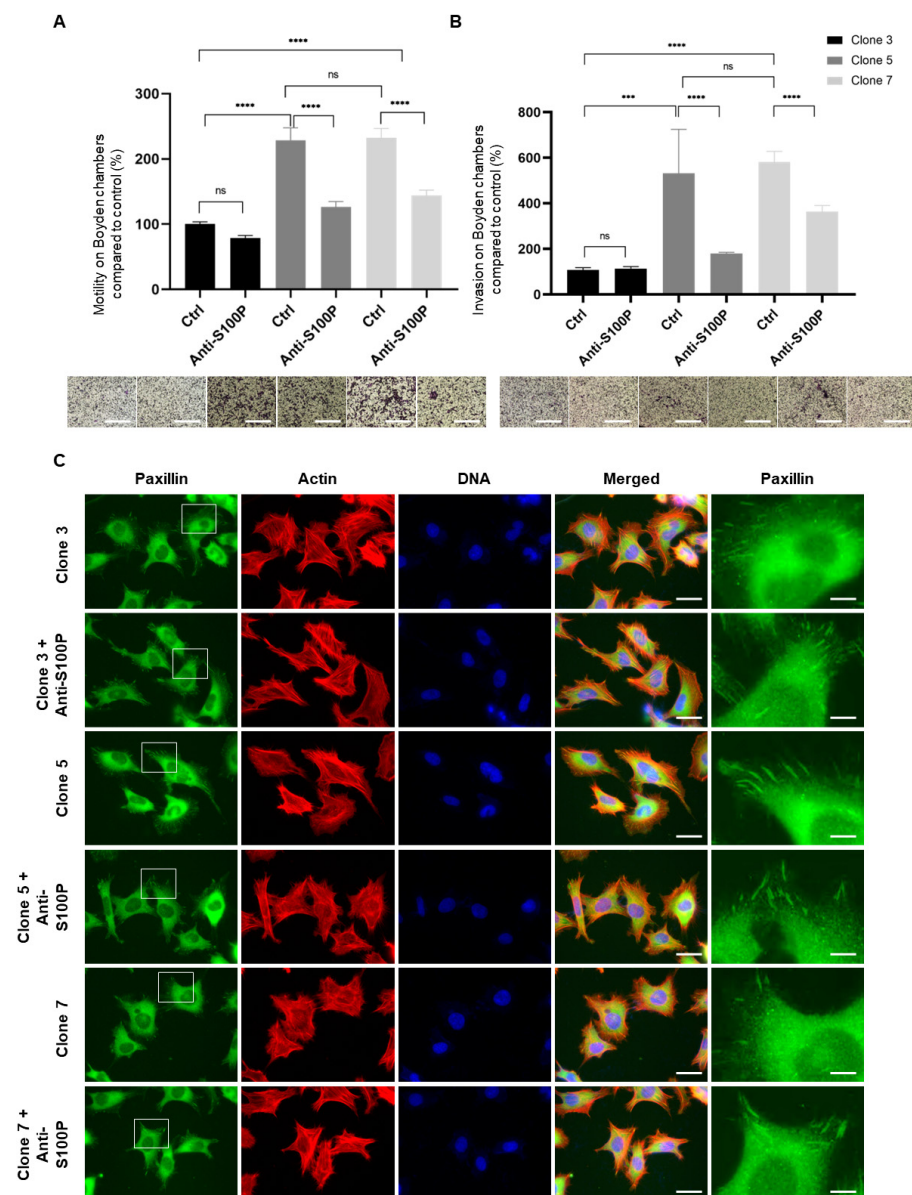 A
B
****
ns
****
****
****
ns
300
200
100
0
Motility on Boyden chambers
compared to control (%)
Ctrl
Anti-S100P
Ctrl
Anti-S100P
Ctrl
Anti-S100P
Clone 3
Clone 5
Clone 7
****
ns
***
****
****
ns
800
600
400
200
0
Invasion on Boyden chambers
compared to control (%)
Ctrl
Anti-S100P
Ctrl
Anti-S100P
Ctrl
Anti-S100P
C
Paxillin
Actin
DNA
Merged
Paxillin
Clone 3
Clone 3 +
Anti-S100P
Clone 5
Clone 5 +
Anti-
S100P
Clone 7
Clone 7 +
Anti-
S100P